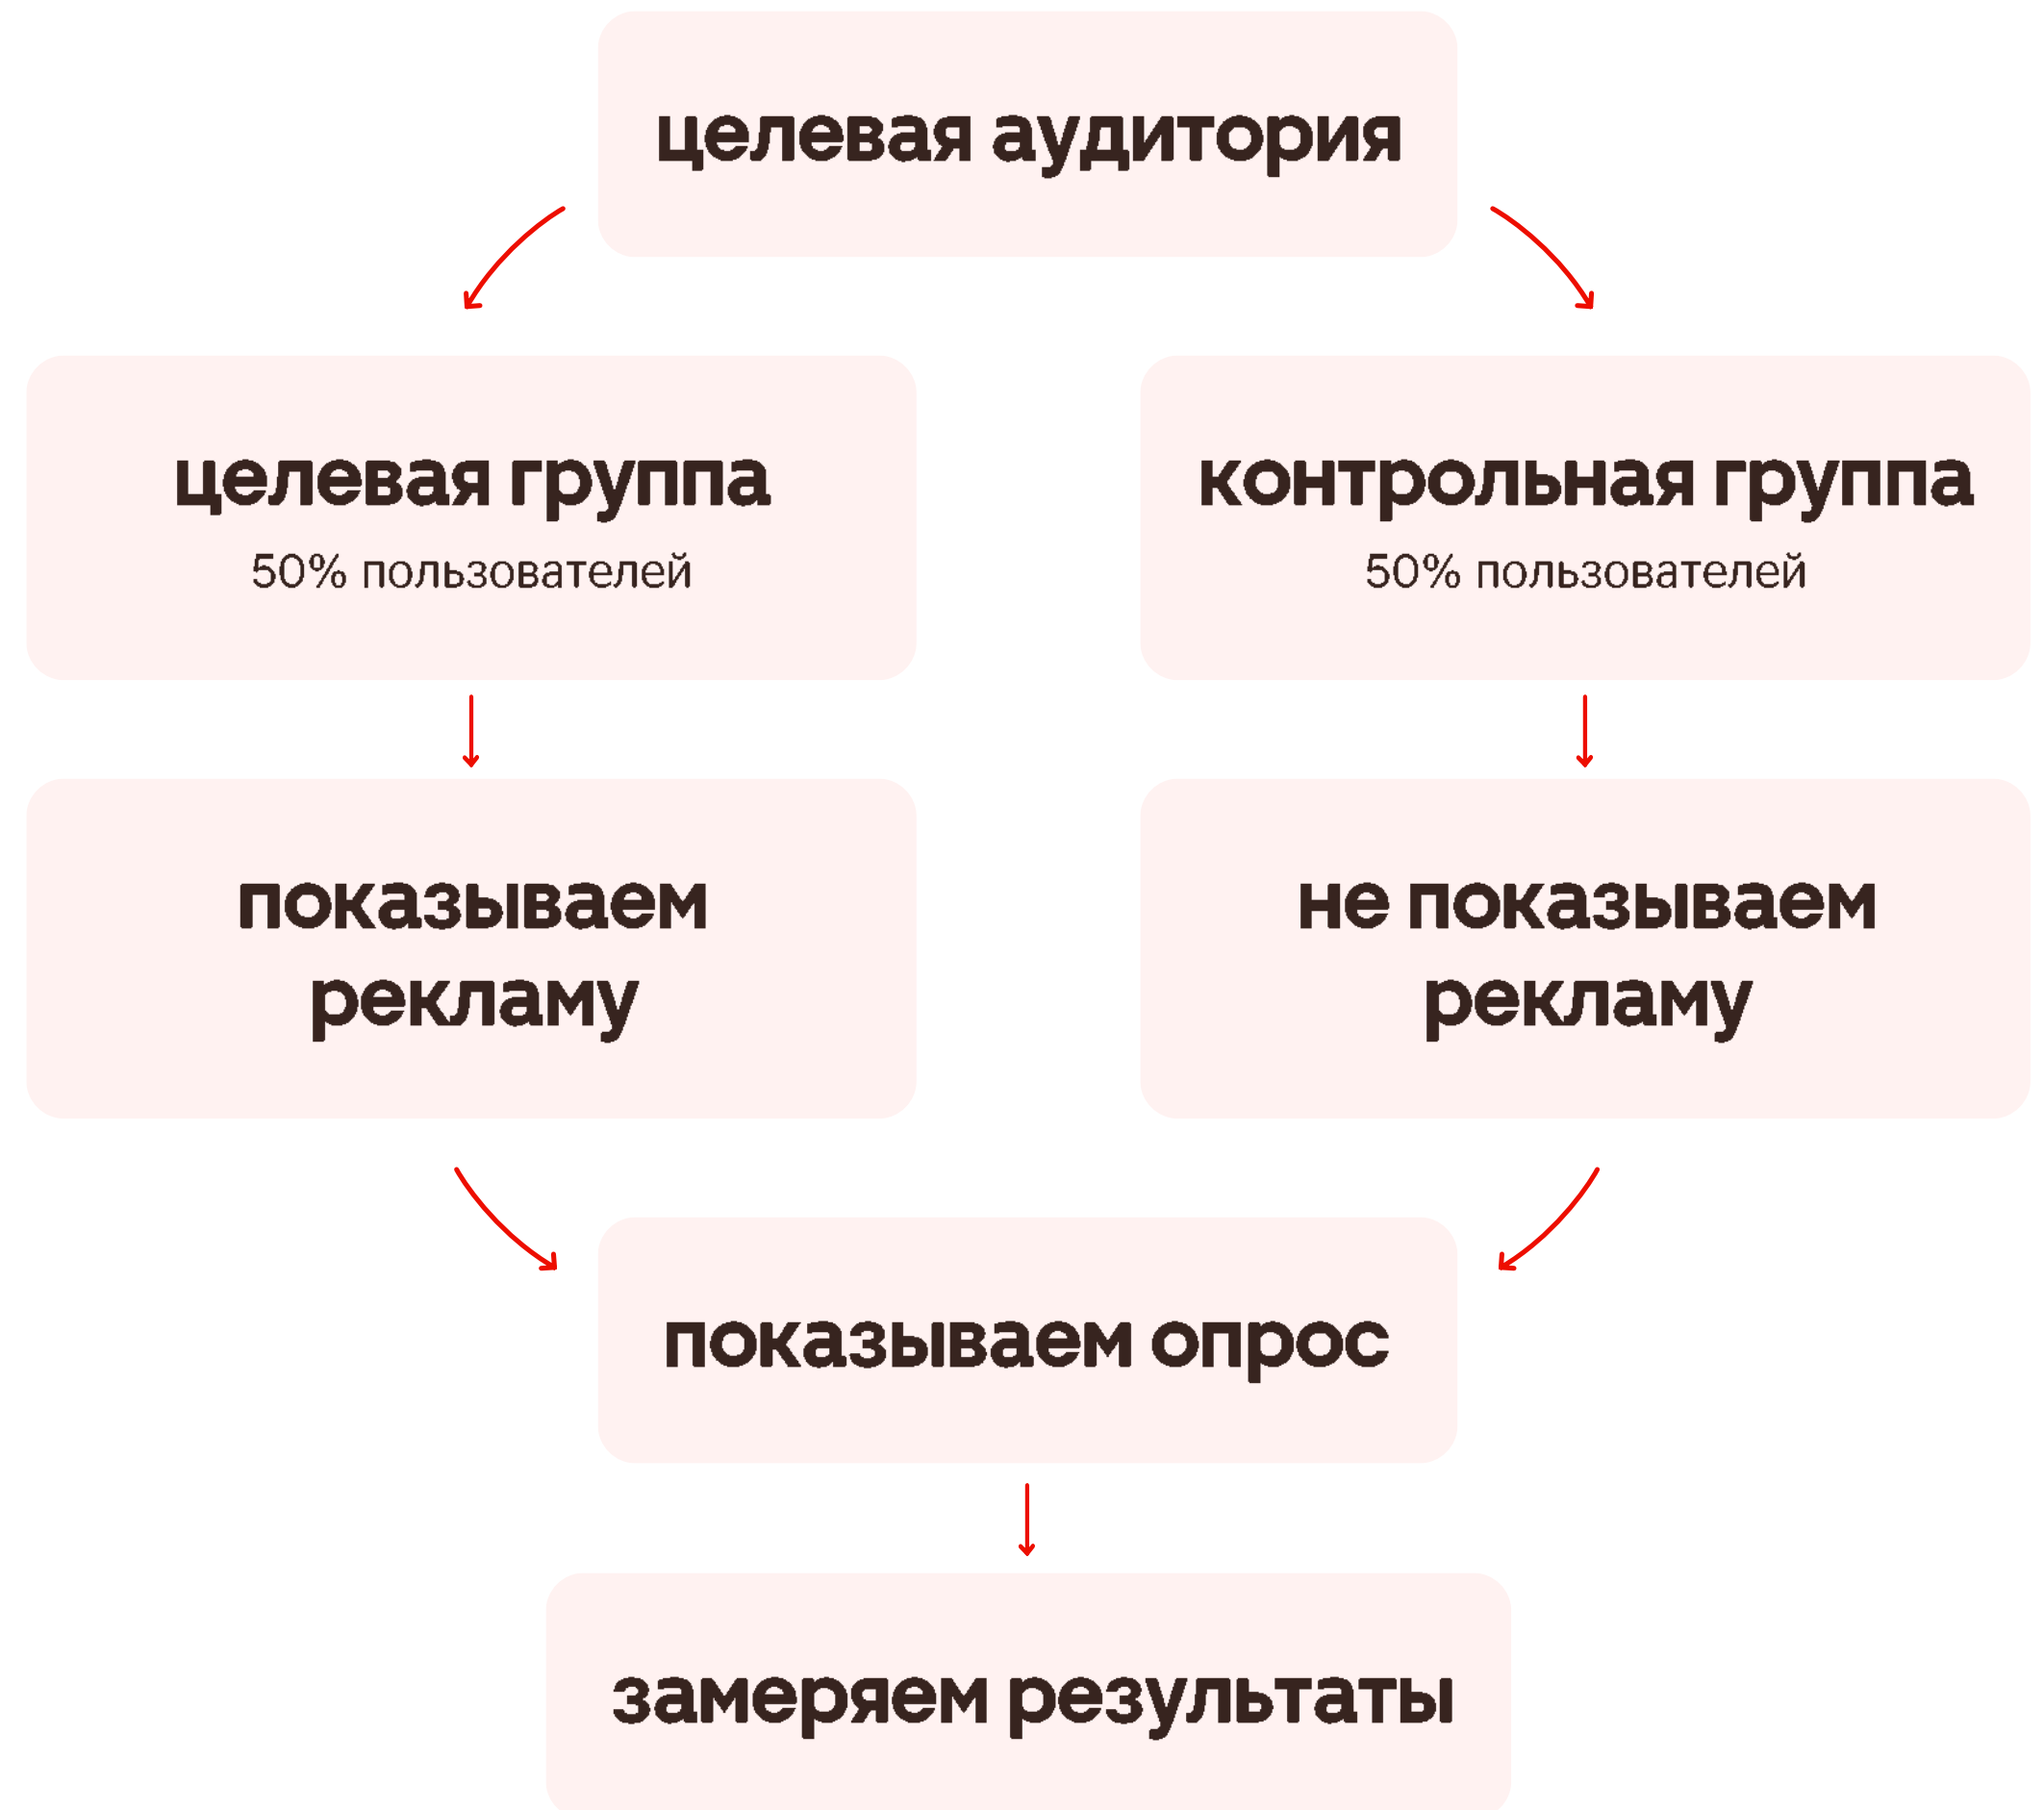 целевая аудитория
целевая группа
50% пользователей
контрольная группа
50% пользователей
показываем
рекламу
не показываем
рекламу
показываем опрос
замеряем результаты